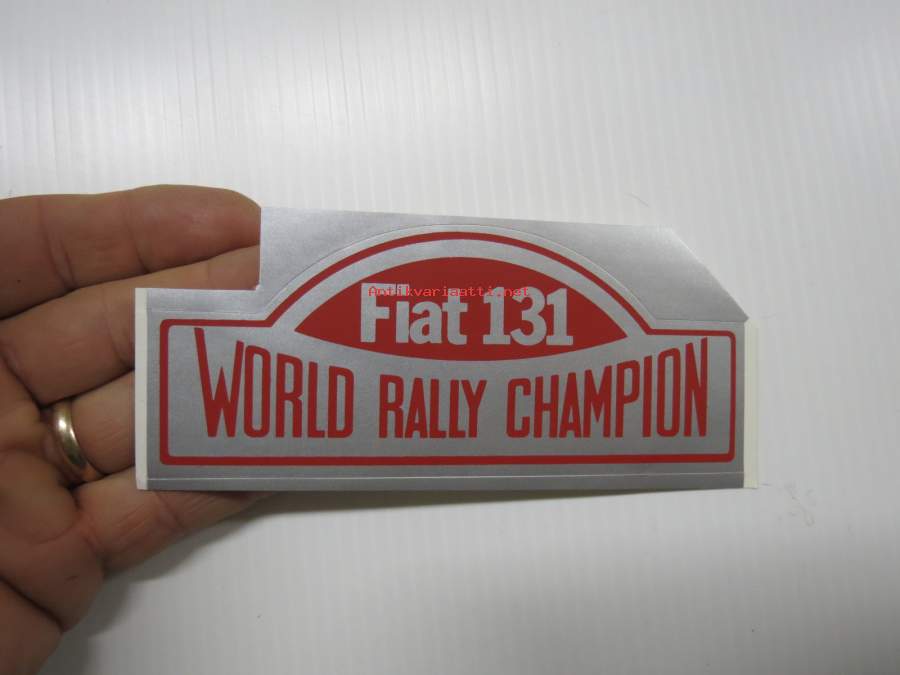 Antikvariaatti.net
Fiat 131
WORLD RALLY CHAMPION